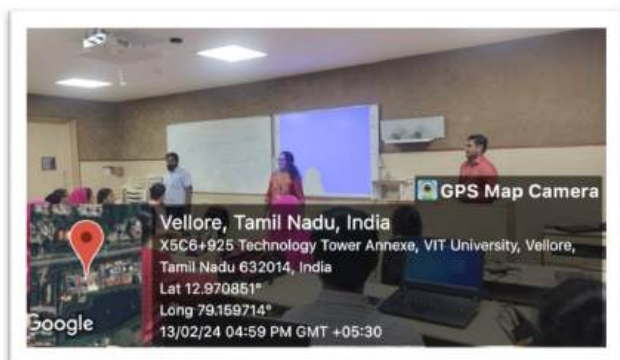 GPS Map Camera
Vellore, Tamil Nadu, India
X5C6+925 Technology Tower Annexe, VIT University, Vellore,
Tamil Nadu 632014, India
Lat 12.970851°
Long 79.159714°
13/02/24 04:59 PM GMT +05:30
Google